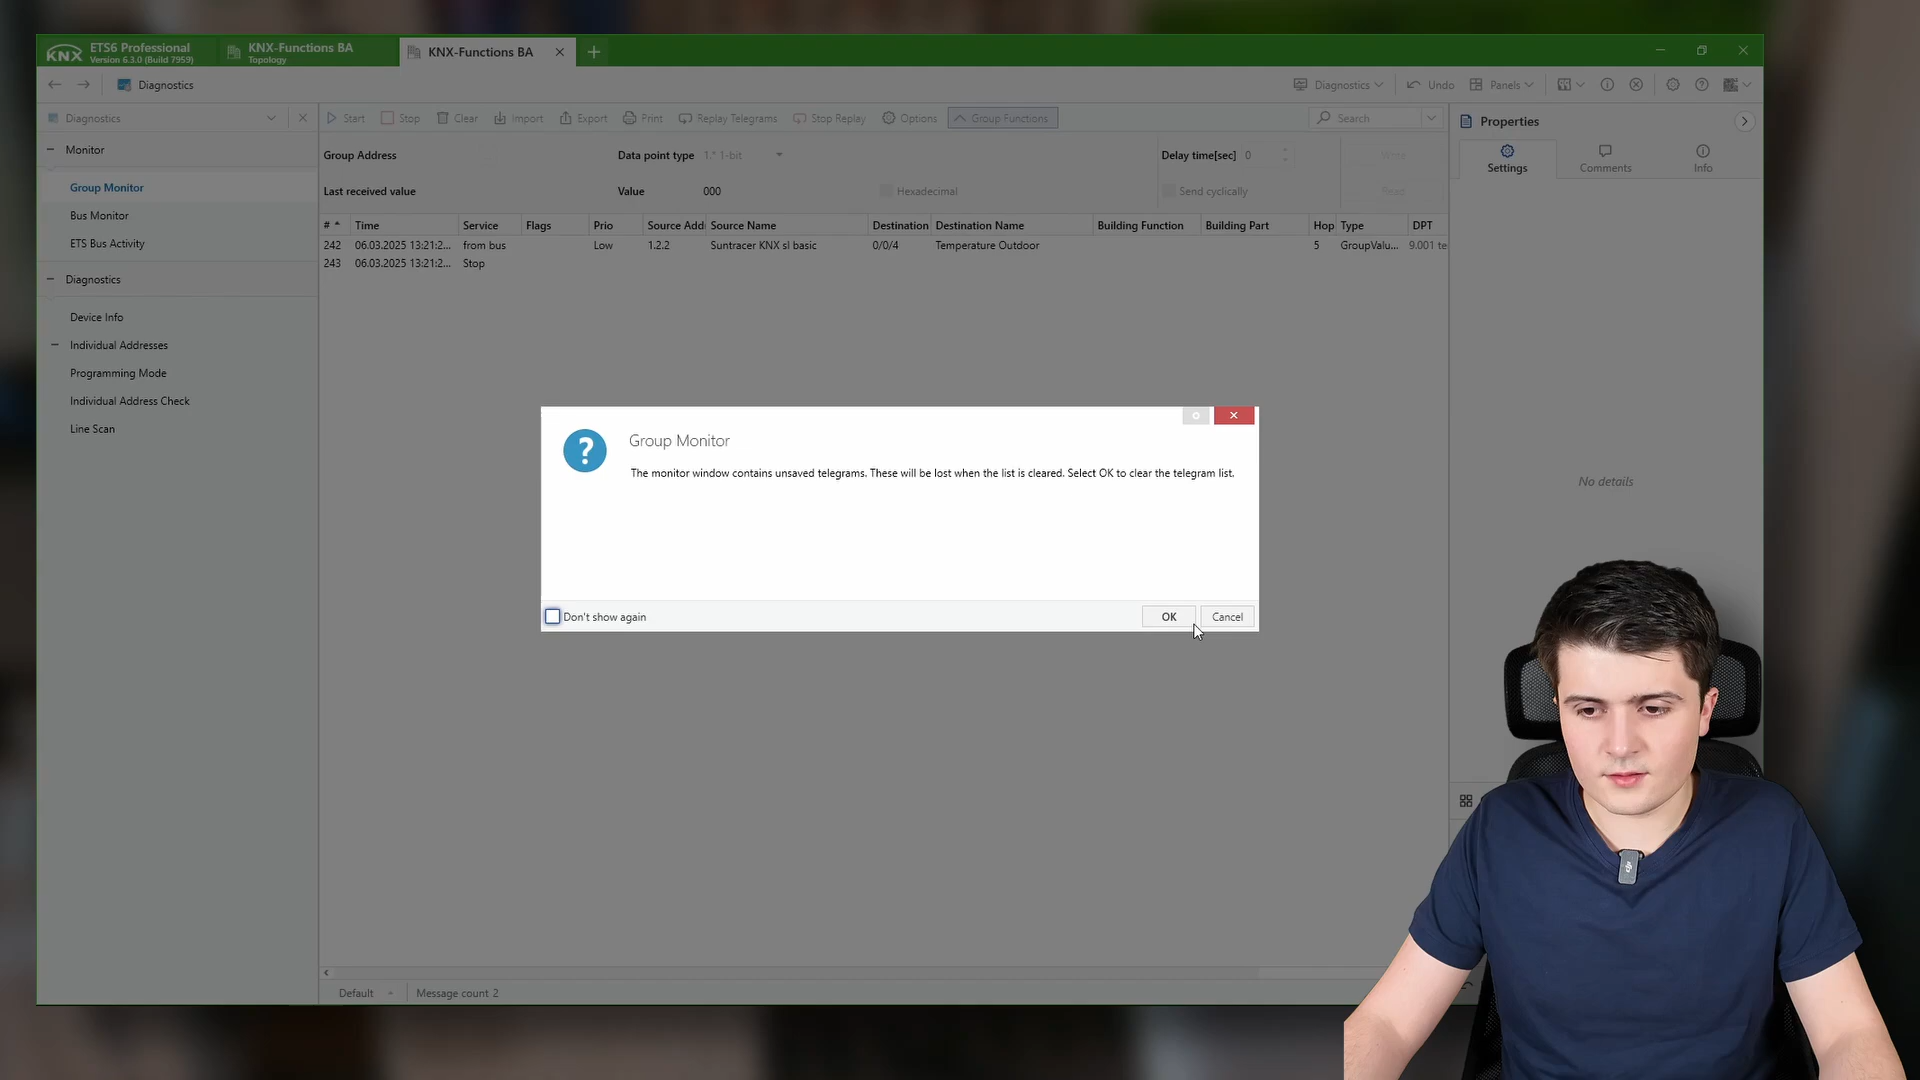 KNX ETS6 Professional
Version 6.3.0 (Build 7959)
KNX-Functions BA
Topology
KNX-Functions BA
Diagnostics
Diagnostics Undo Panels
Diagnostics
Start Stop Clear Import Export Print Replay Telegrams Stop Replay Options Group Functions Search
Properties
Settings Comments Info
No details
Monitor
Group Monitor
Bus Monitor
ETS Bus Activity
Diagnostics
Device Info
Individual Addresses
Programming Mode
Individual Address Check
Line Scan
Group Address Data point type 1.* 1-bit Delay time[sec] 0
Last received value Value 000 Hexadecimal Send cyclically
# Time Service Flags Prio Source Add Source Name Destination Destination Name Building Function Building Part Hop Type DPT
242 06.03.2025 13:21:2... from bus Low 1.2.2 Suntracer KNX sl basic 0/0/4 Temperature Outdoor 5 GroupValu... 9.001 te
243 06.03.2025 13:21:2... Stop
Group Monitor
The monitor window contains unsaved telegrams. These will be lost when the list is cleared. Select OK to clear the telegram list.
Don't show again
OK Cancel
Default Message count 2